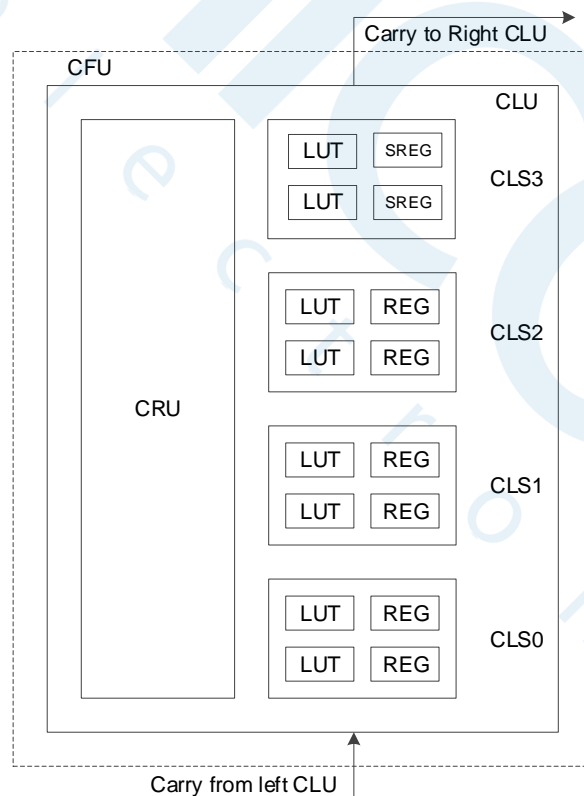 Carry to Right CLU
CFU
CLU
LUT SREG
LUT SREG
CLS3
LUT REG
LUT REG
CLS2
CRU
LUT REG
LUT REG
CLS1
LUT REG
LUT REG
CLS0
Carry from left CLU